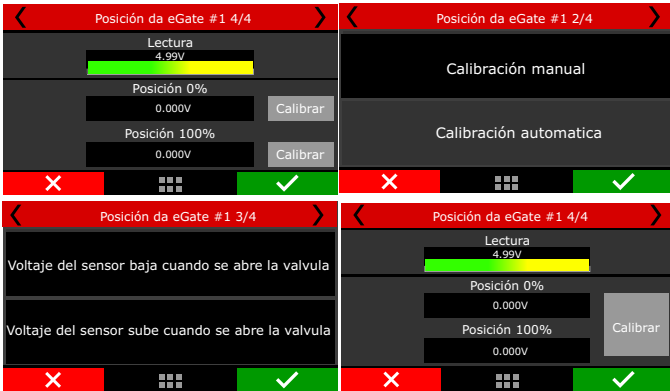 Posición da eGate #1 4/4
Lectura
4.99V
Posición 0%
0.000V
Calibrar
Posición 100%
0.000V
Calibrar
Posición da eGate #1 2/4
Calibración manual
Calibración automatica
Posición da eGate #1 3/4
Voltaje del sensor baja cuando se abre la valvula
Voltaje del sensor sube cuando se abre la valvula
Posición da eGate #1 4/4
Lectura
4.99V
Posición 0%
0.000V
Posición 100%
Calibrar
0.000V